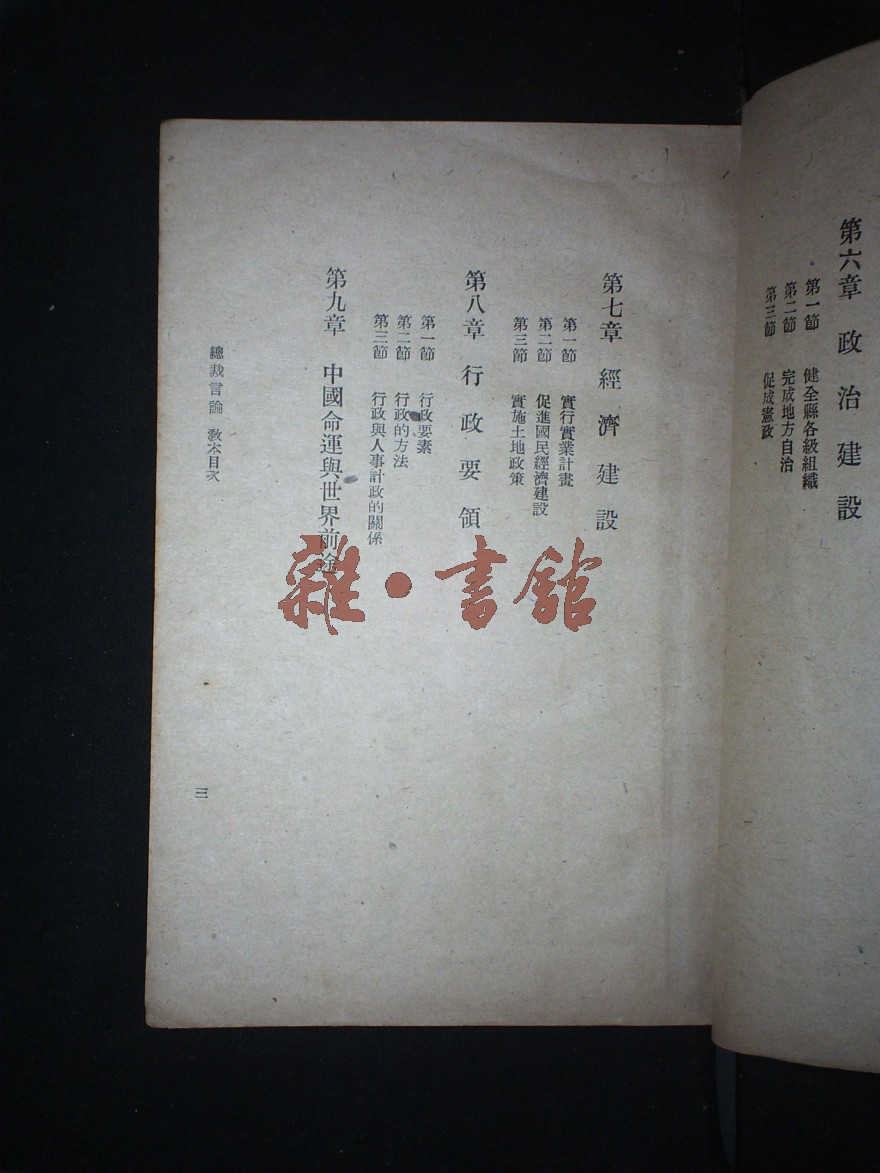 第六章 政治建設
第一節 健全縣各級組織
第二節 完成地方自治
第三節 促成憲政
第七章 經濟建設
第一節 實行實業計畫
第二節 促進國民經濟建設
第三節 實施土地政策
第八章 行政要領
第一節 行政要素
第二節 行政的方法
第三節 行政與人事計政的關係
第九章 中國命運與世界前途
總裁言論 教本目次
三
雜·書館